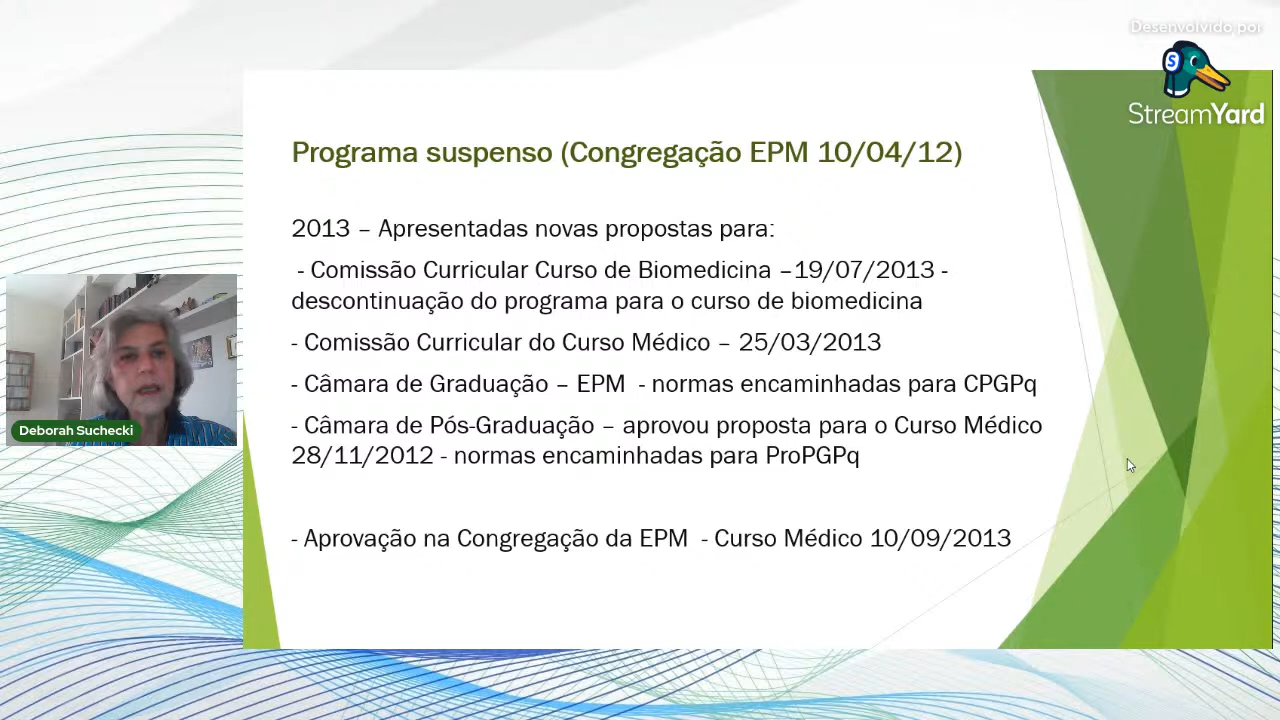 Desenvolvido por
StreamYard
Programa suspenso (Congregação EPM 10/04/12)
2013 – Apresentadas novas propostas para:
- Comissão Curricular Curso de Biomedicina –19/07/2013 -
descontinuação do programa para o curso de biomedicina
- Comissão Curricular do Curso Médico – 25/03/2013
- Câmara de Graduação – EPM - normas encaminhadas para CPGPq
- Câmara de Pós-Graduação – aprovou proposta para o Curso Médico
28/11/2012 - normas encaminhadas para ProPGPq
- Aprovação na Congregação da EPM - Curso Médico 10/09/2013
Deborah Suchecki